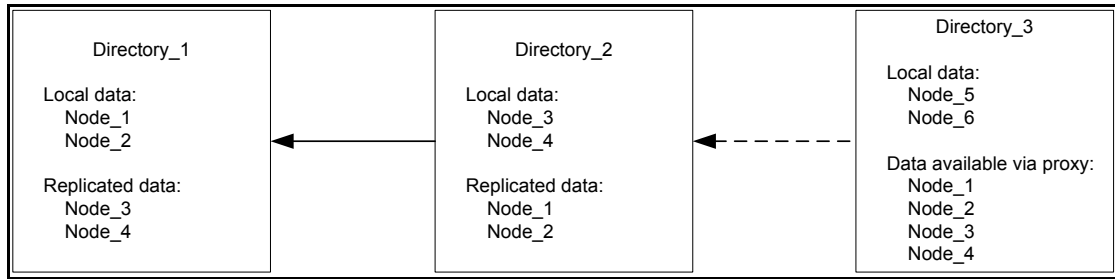 Directory_1
Local data:
Node_1
Node_2
Replicated data:
Node_3
Node_4
Directory_2
Local data:
Node_3
Node_4
Replicated data:
Node_1
Node_2
Directory_3
Local data:
Node_5
Node_6
Data available via proxy:
Node_1
Node_2
Node_3
Node_4